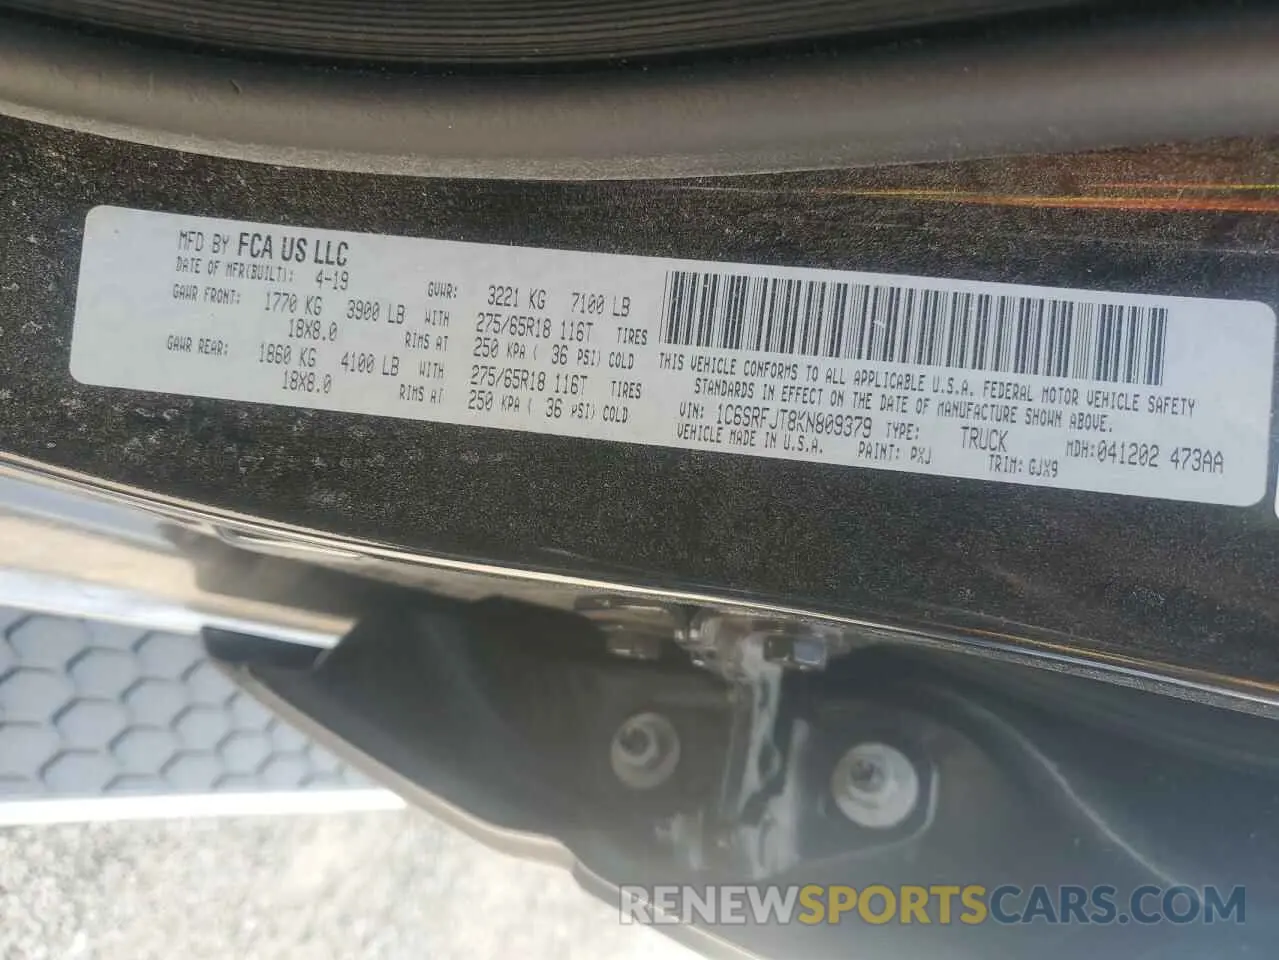 MFD BY FCA US LLC
DATE OF MFR(BUILT): 4-19 GVWR: 3221 KG 7100 LB
GAWR FRONT: 1770 KG 3900 LB WITH 275/65R18 116T TIRES
18X8.0 RIMS AT 250 KPA ( 36 PSI) COLD
GAWR REAR: 1860 KG 4100 LB WITH 275/65R18 116T TIRES
18X8.0 RIMS AT 250 KPA ( 36 PSI) COLD
THIS VEHICLE CONFORMS TO ALL APPLICABLE U.S.A. FEDERAL MOTOR VEHICLE SAFETY
STANDARDS IN EFFECT ON THE DATE OF MANUFACTURE SHOWN ABOVE.
VIN: 1C6SRFJT8KN809379 TYPE: TRUCK MDH:041202 473AA
VEHICLE MADE IN U.S.A. PAINT: PXJ TRIM: GJX9
RENEWSPORTSCARS.COM